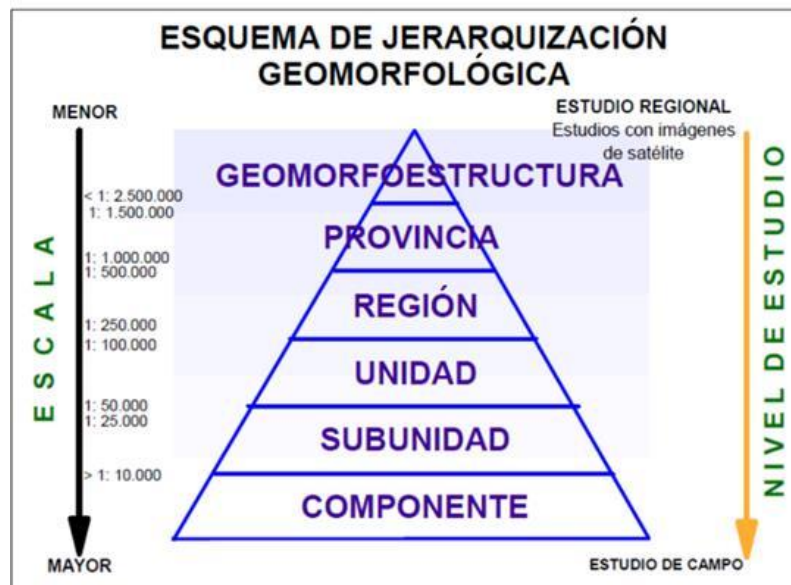 ESQUEMA DE JERARQUIZACIÓN
GEOMORFOLÓGICA
MENOR
ESTUDIO REGIONAL
Estudios con imágenes
de satélite
GEOMORFOESTRUCTURA
< 1: 2.500.000
1: 1.500.000
PROVINCIA
1: 1.000.000
1: 500.000
REGIÓN
1: 250.000
1: 100.000
UNIDAD
1: 50.000
1: 25.000
SUBUNIDAD
> 1: 10.000
COMPONENTE
MAYOR
ESTUDIO DE CAMPO
ESCALA
NIVEL DE ESTUDIO